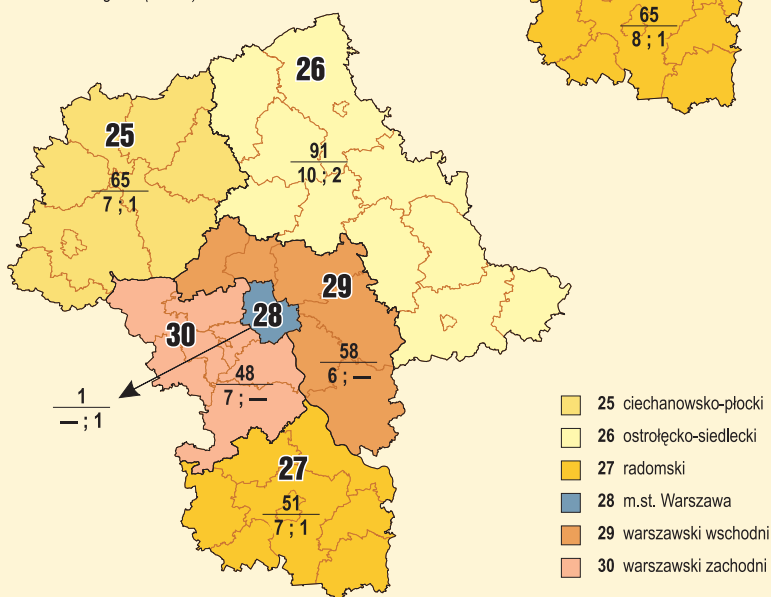 65
8 ; 1
26
25
91
10 ; 2
65
7 ; 1
29
28
30
58
6 ; —
48
7 ; —
1
— ; 1
27
51
7 ; 1
25 ciechanowsko-płocki
26 ostrołęcko-siedlecki
27 radomski
28 m.st. Warszawa
29 warszawski wschodni
30 warszawski zachodni